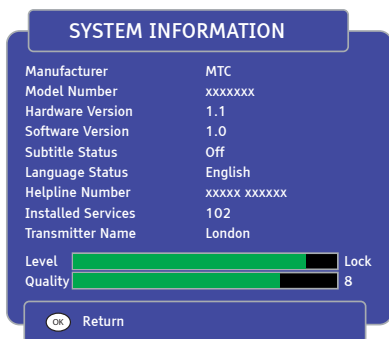 SYSTEM INFORMATION
Manufacturer MTC
Model Number xxxxxxx
Hardware Version 1.1
Software Version 1.0
Subtitle Status Off
Language Status English
Helpline Number xxxxx xxxxxx
Installed Services 102
Transmitter Name London
Level Lock
Quality 8
OK Return